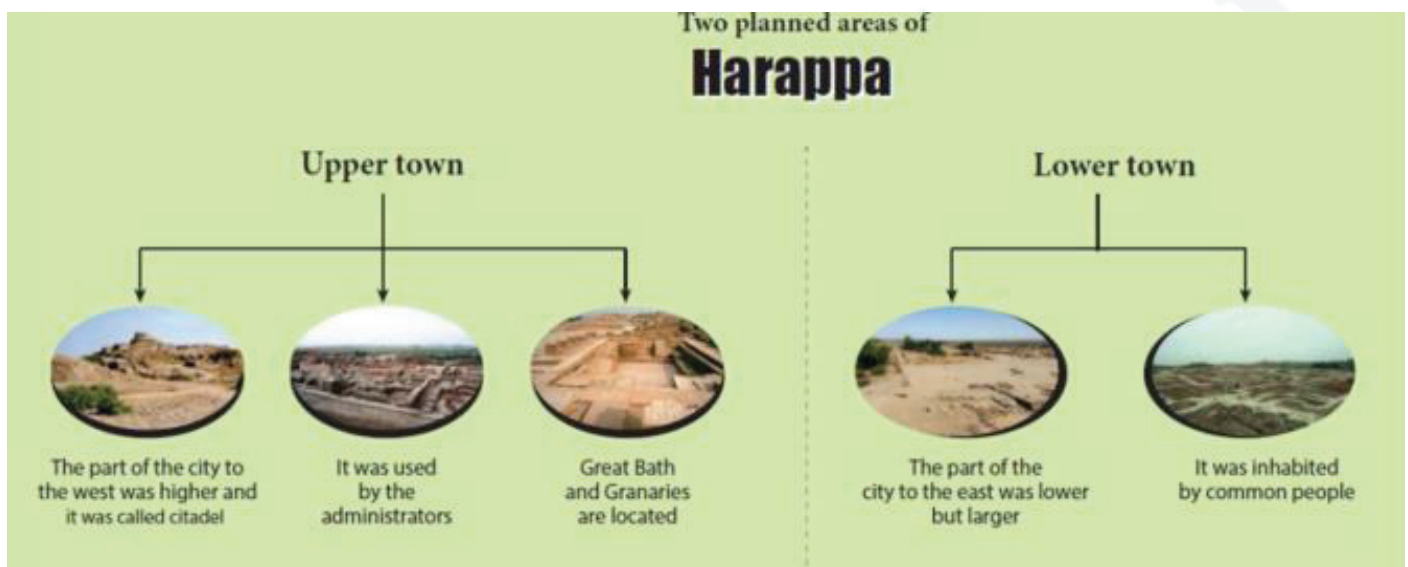 Two planned areas of
Harappa
Upper town
Lower town
The part of the city to
the west was higher and
it was called citadel
It was used
by the
administrators
Great Bath
and Granaries
are located
The part of the
city to the east was lower
but larger
It was inhabited
by common people